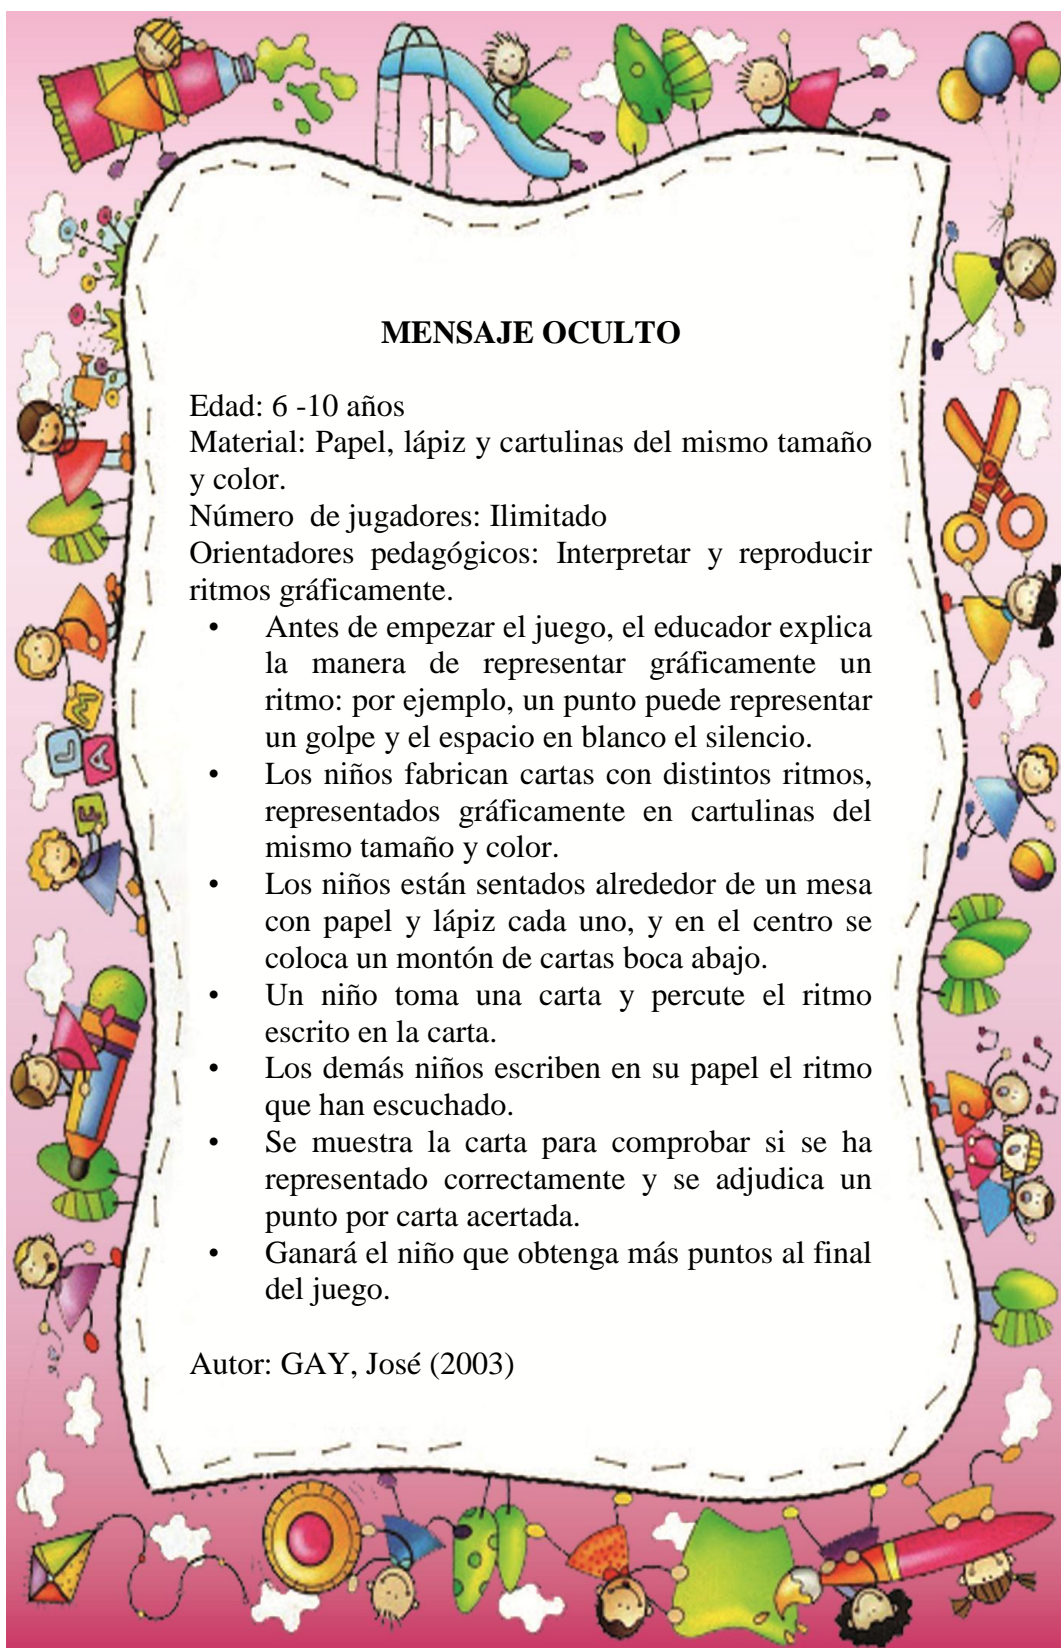 MENSAJE OCULTO
Edad: 6 -10 años
Material: Papel, lápiz y cartulinas del mismo tamaño
y color.
Número  de jugadores: Ilimitado
Orientadores pedagógicos: Interpretar y reproducir
ritmos gráficamente.
• Antes de empezar el juego, el educador explica
la manera de representar gráficamente un
ritmo: por ejemplo, un punto puede representar
un golpe y el espacio en blanco el silencio.
• Los niños fabrican cartas con distintos ritmos,
representados gráficamente en cartulinas del
mismo tamaño y color.
• Los niños están sentados alrededor de un mesa
con papel y lápiz cada uno, y en el centro se
coloca un montón de cartas boca abajo.
• Un niño toma una carta y percute el ritmo
escrito en la carta.
• Los demás niños escriben en su papel el ritmo
que han escuchado.
• Se muestra la carta para comprobar si se ha
representado correctamente y se adjudica un
punto por carta acertada.
• Ganará el niño que obtenga más puntos al final
del juego.
Autor: GAY, José (2003)
M
L
A
F